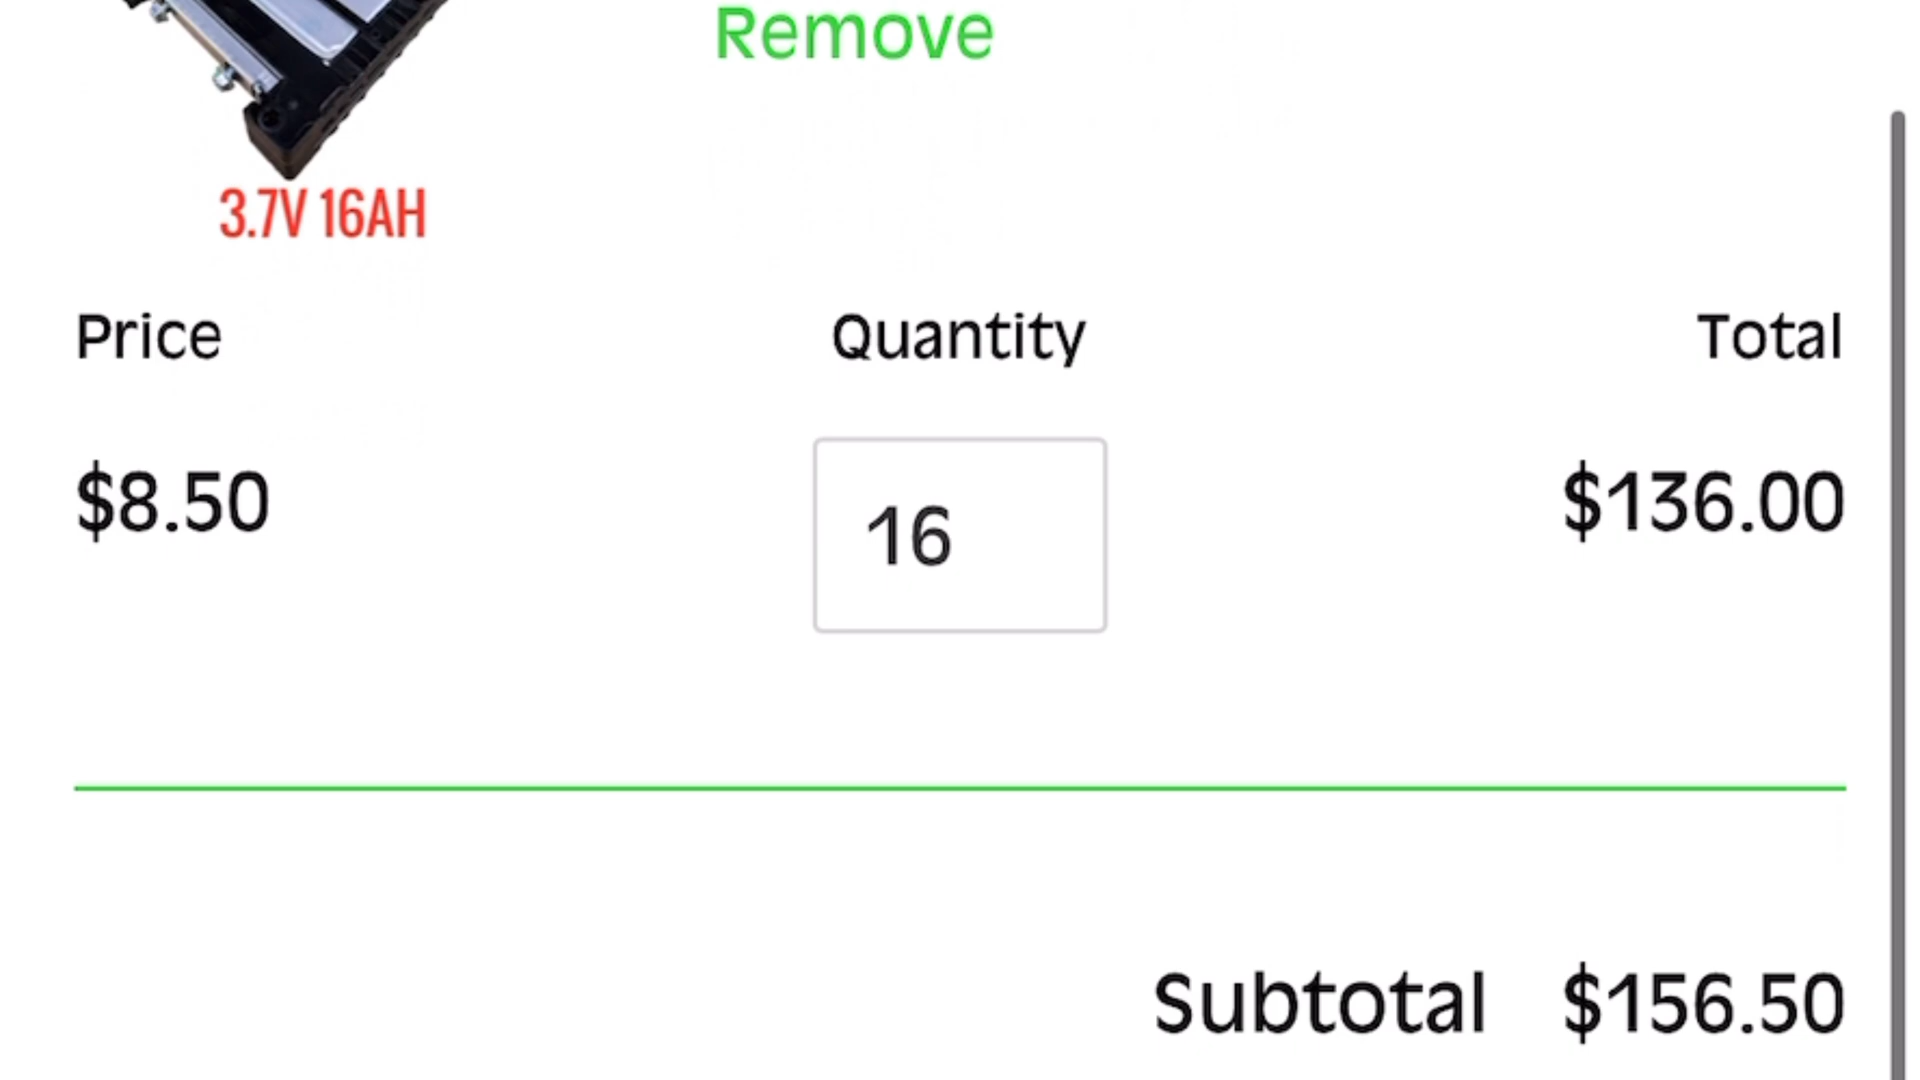 Remove
3.7V 16AH
Price Quantity Total
$8.50 16 $136.00
Subtotal $156.50